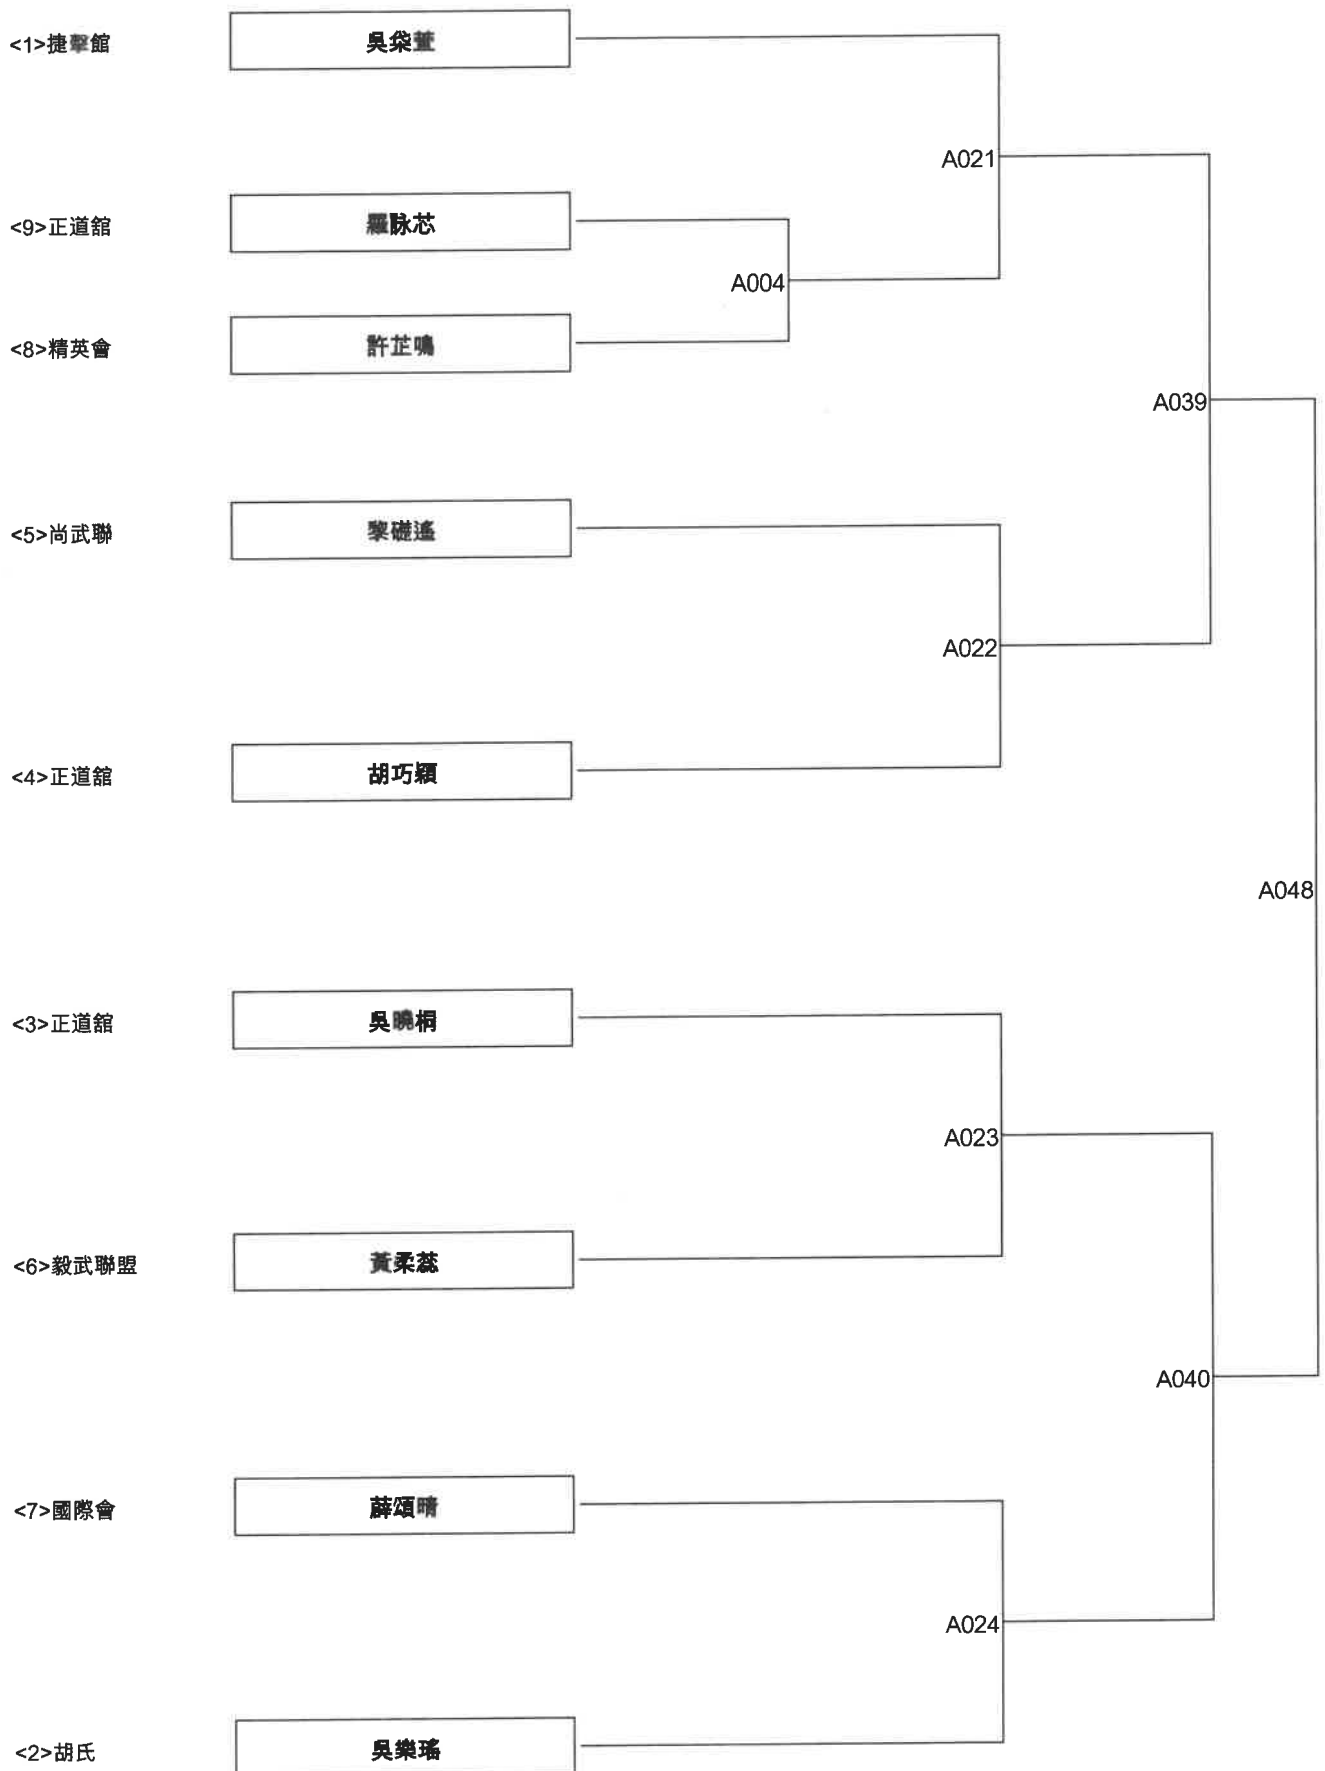 <1>捷擊館 吳燊萱
A021
<9>正道館 羅詠芯
A004
<8>精英會 許芷鳴
A039
<5>尚武聯 黎礎遙
A022
<4>正道館 胡巧穎
A048
<3>正道館 吳曉桐
A023
<6>毅武聯盟 黃柔蕊
A040
<7>國際會 薛頌晴
A024
<2>胡氏 吳樂瑤